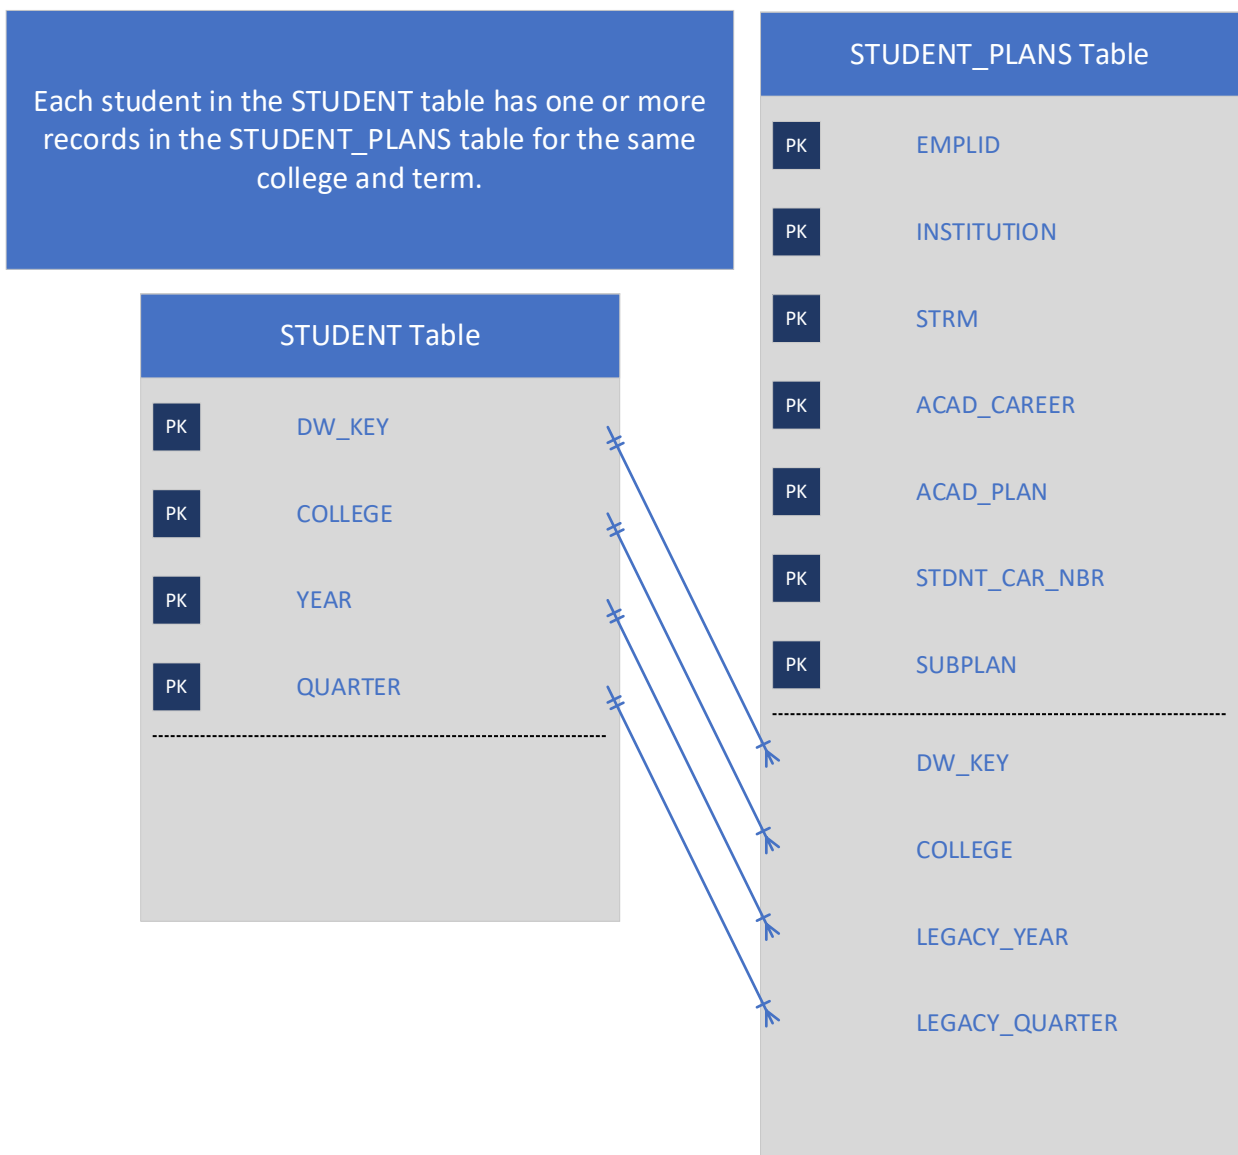 Each student in the STUDENT table has one or more
records in the STUDENT_PLANS table for the same
college and term.
STUDENT Table
PK DW_KEY
PK COLLEGE
PK YEAR
PK QUARTER
STUDENT_PLANS Table
PK EMPLID
PK INSTITUTION
PK STRM
PK ACAD_CAREER
PK ACAD_PLAN
PK STDNT_CAR_NBR
PK SUBPLAN
DW_KEY
COLLEGE
LEGACY_YEAR
LEGACY_QUARTER